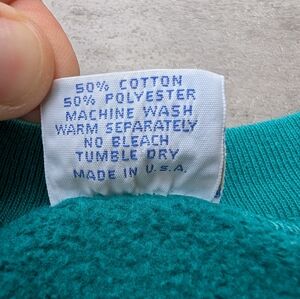 50% COTTON
50% POLYESTER
MACHINE WASH
WARM SEPARATELY
NO BLEACH
TUMBLE DRY
MADE IN U.S.A.